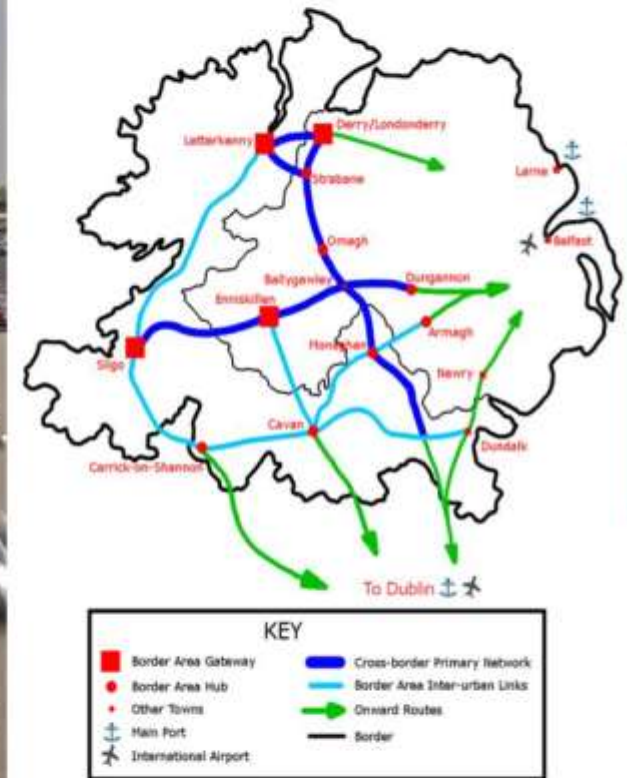 Derry/Londonderry
Letterkenny
Strabane
Larne
Omagh
Belfast
Ballygawley
Dungannon
Enniskillen
Armagh
Monaghan
Sligo
Newry
Cavan
Dundalk
Carrick-on-Shannon
To Dublin
KEY
Border Area Gateway
Cross-border Primary Network
Border Area Hub
Border Area Inter-urban Links
Other Towns
Onward Routes
Main Port
Border
International Airport